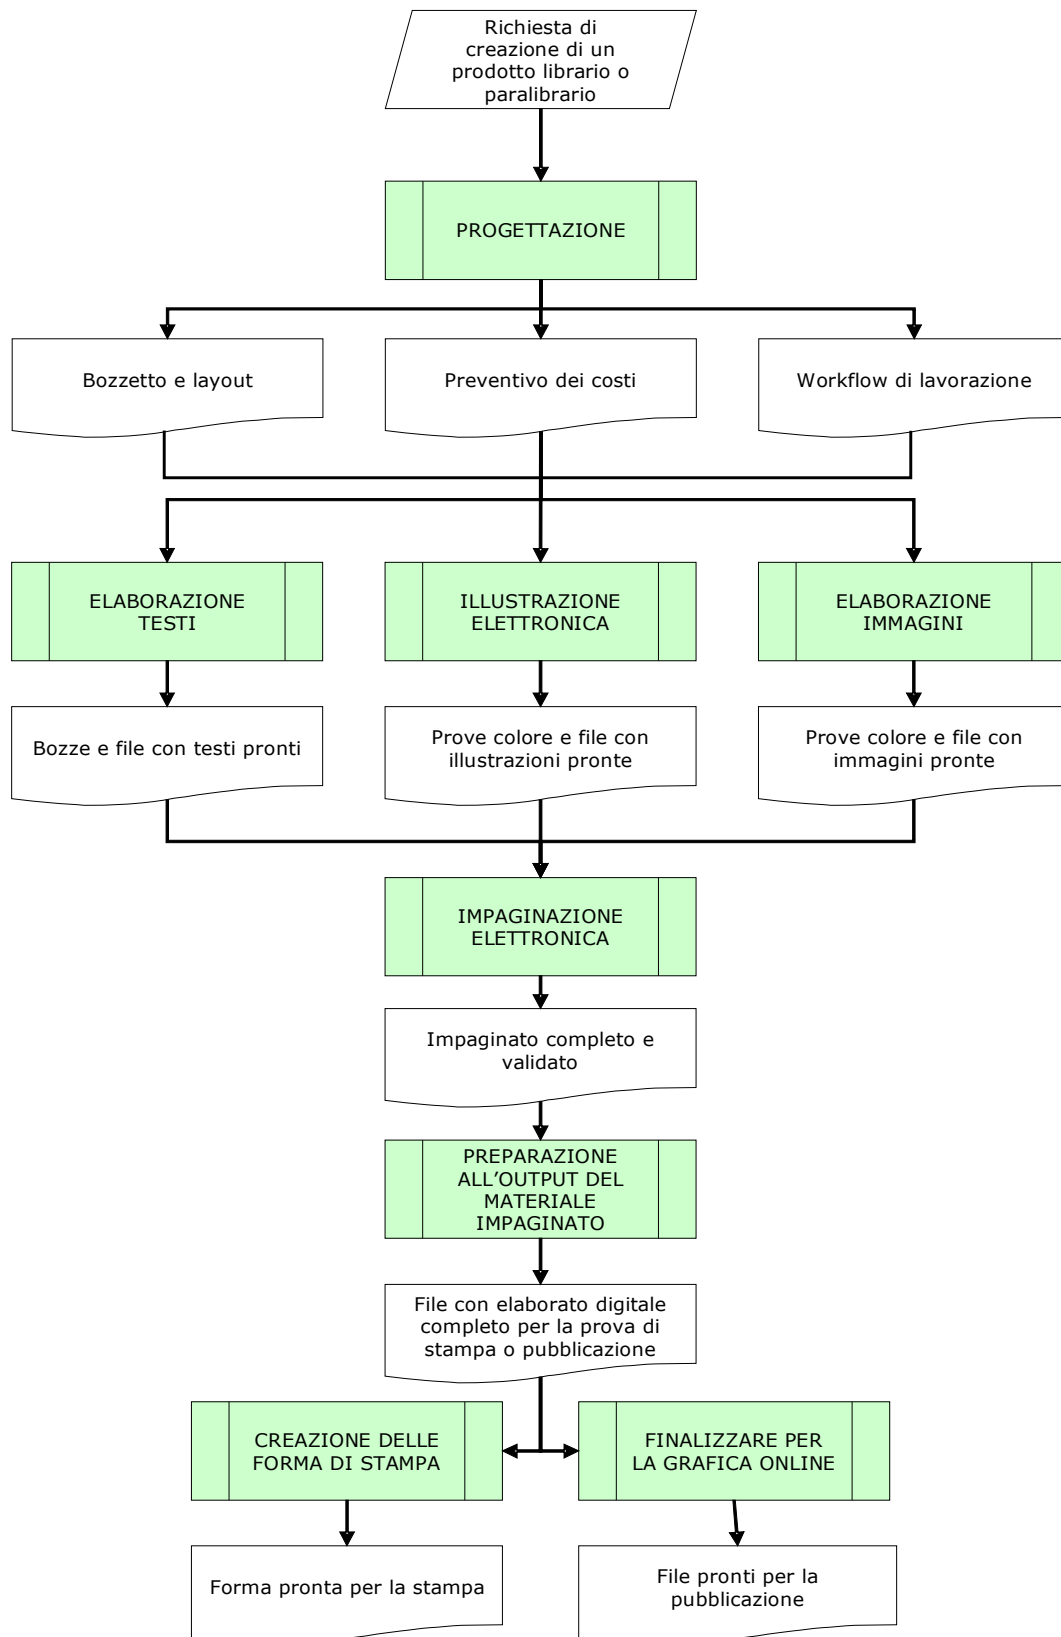 Richiesta di
creazione di un
prodotto librario o
paralibrario
PROGETTAZIONE
Bozzetto e layout
Preventivo dei costi
Workflow di lavorazione
ELABORAZIONE
TESTI
ILLUSTRAZIONE
ELETTRONICA
ELABORAZIONE
IMMAGINI
Bozze e file con testi pronti
Prove colore e file con
illustrazioni pronte
Prove colore e file con
immagini pronte
IMPAGINAZIONE
ELETTRONICA
Impaginato completo e
validato
PREPARAZIONE
ALL’OUTPUT DEL
MATERIALE
IMPAGINATO
File con elaborato digitale
completo per la prova di
stampa o pubblicazione
CREAZIONE DELLE
FORMA DI STAMPA
FINALIZZARE PER
LA GRAFICA ONLINE
Forma pronta per la stampa
File pronti per la
pubblicazione